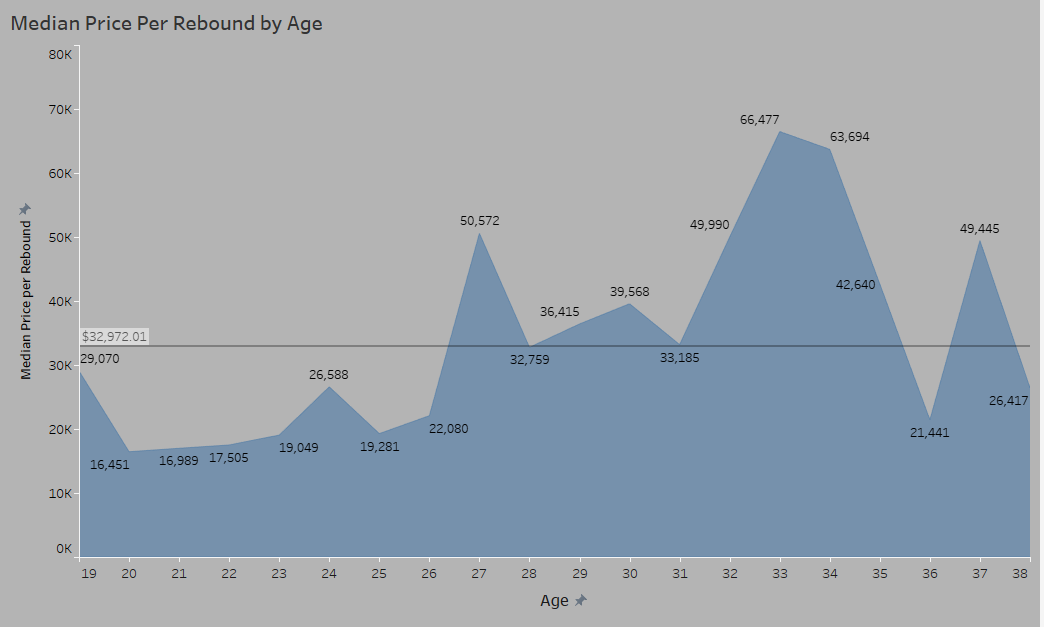 Median Price Per Rebound by Age
80K
70K
60K
50K
40K
30K
20K
10K
0K
Median Price per Rebound
$32,972.01
29,070
16,451
16,989
17,505
19,049
26,588
19,281
22,080
50,572
32,759
36,415
39,568
33,185
49,990
66,477
63,694
42,640
21,441
49,445
26,417
19 20 21 22 23 24 25 26 27 28 29 30 31 32 33 34 35 36 37 38
Age